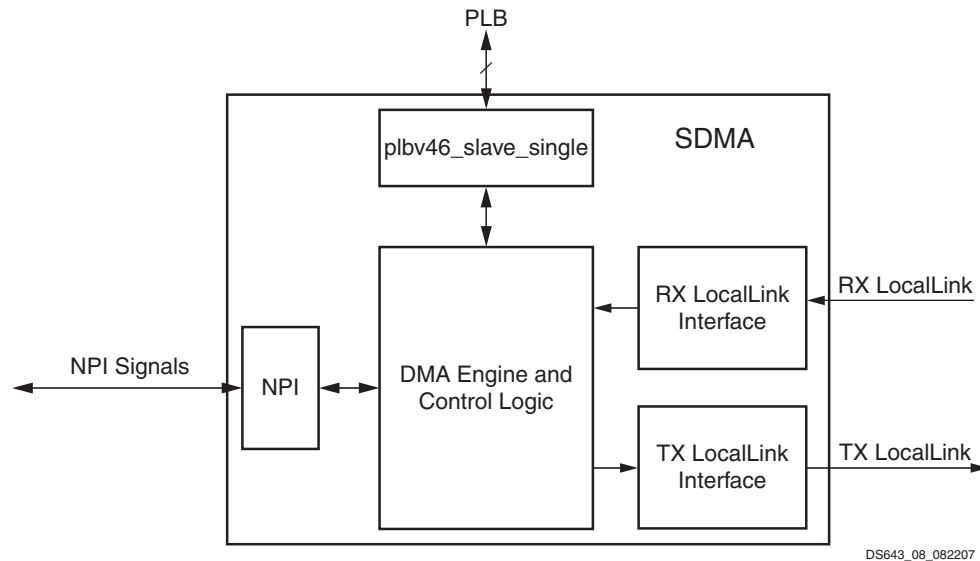 PLB
SDMA
plbv46_slave_single
RX LocalLink
Interface
RX LocalLink
NPI Signals
NPI
DMA Engine and
Control Logic
TX LocalLink
Interface
TX LocalLink
DS643_08_082207